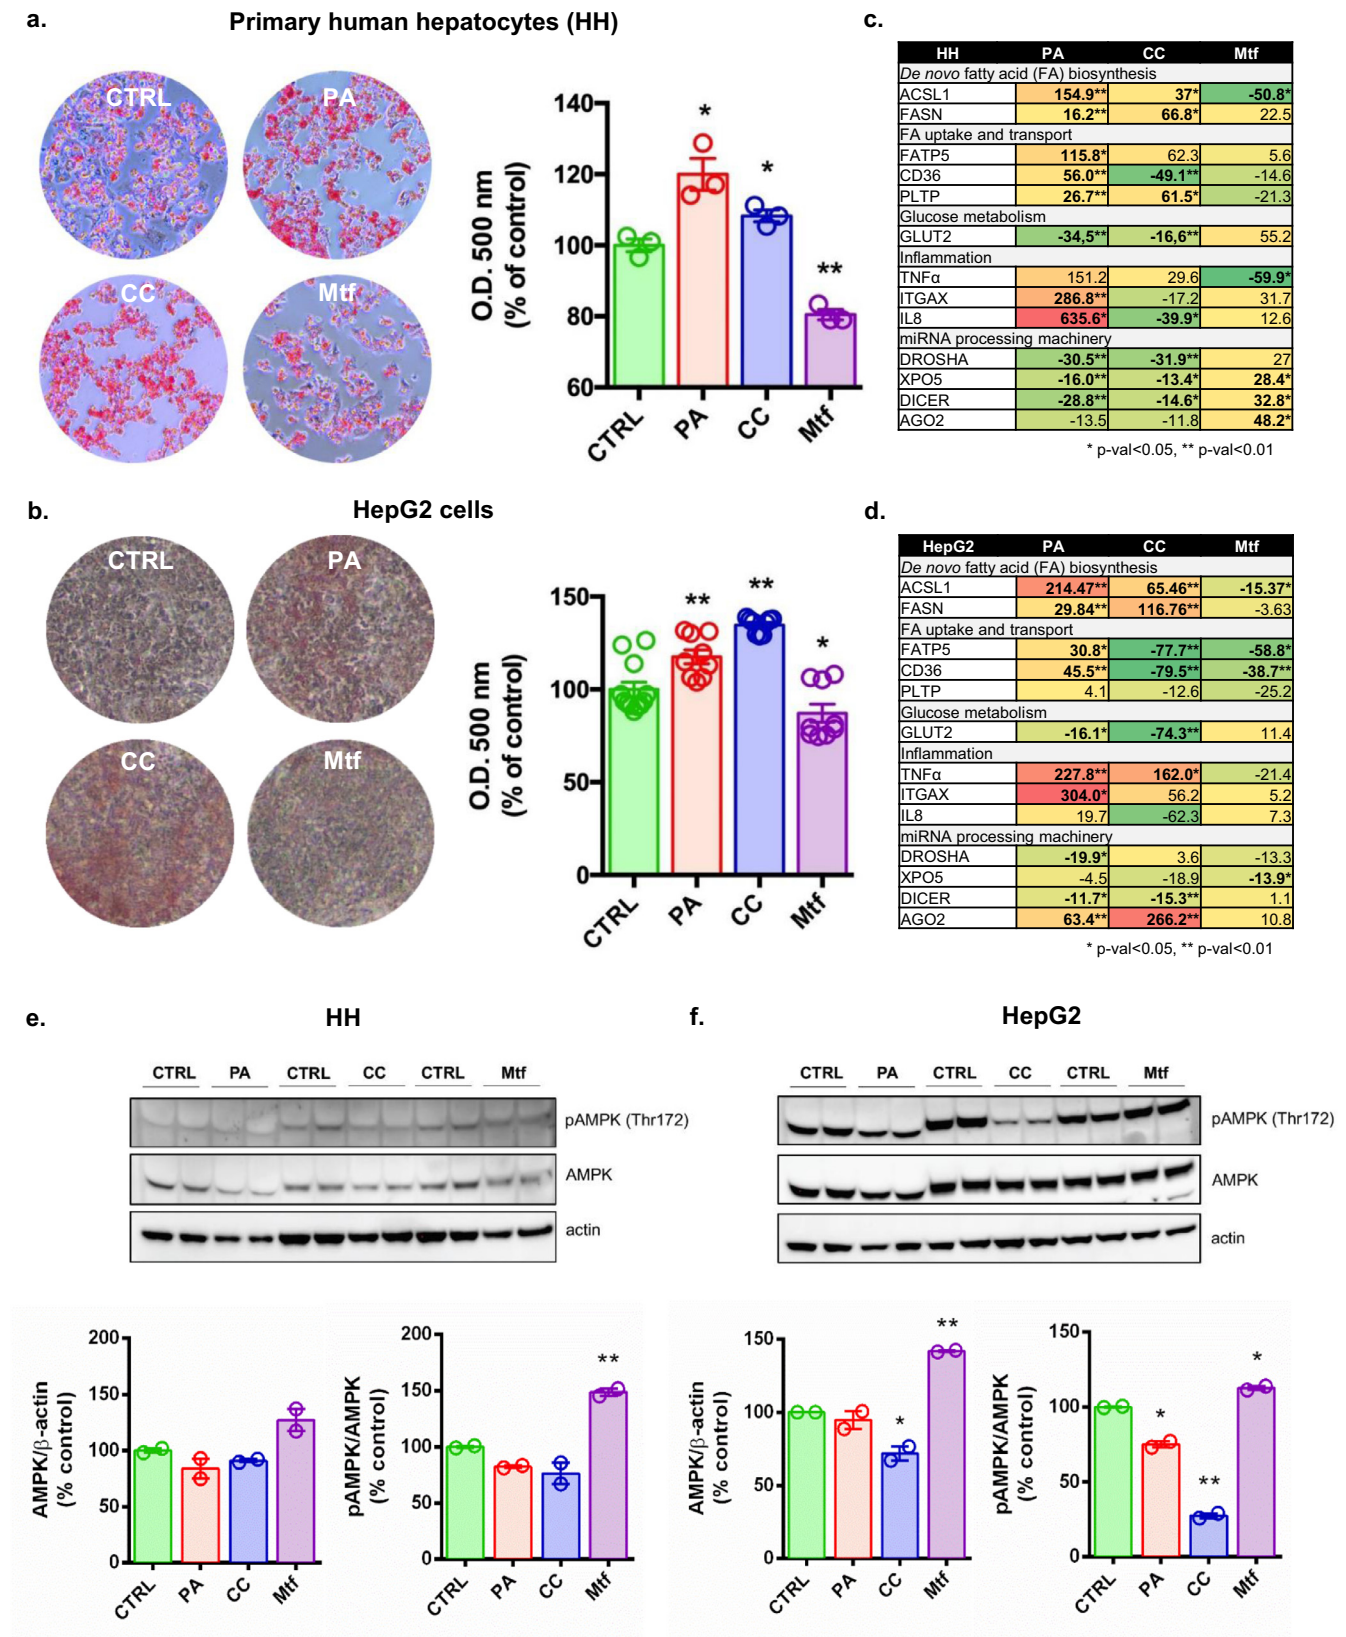 a.
Primary human hepatocytes (HH)
CTRL
PA
CC
Mtf
O.D. 500 nm
(% of control)
140
120
100
80
60
CTRL
PA
CC
Mtf
*
*
**
c.
HH PA CC Mtf
De novo fatty acid (FA) biosynthesis
ACSL1 154.9** 37* -50.8*
FASN 16.2** 66.8* 22.5
FA uptake and transport
FATP5 115.8* 62.3 5.6
CD36 56.0** -49.1** -14.6
PLTP 26.7** 61.5* -21.3
Glucose metabolism
GLUT2 -34,5** -16,6** 55.2
Inflammation
TNFα 151.2 29.6 -59.9*
ITGAX 286.8** -17.2 31.7
IL8 635.6* -39.9* 12.6
miRNA processing machinery
DROSHA -30.5** -31.9** 27
XPO5 -16.0** -13.4* 28.4*
DICER -28.8** -14.6* 32.8*
AGO2 -13.5 -11.8 48.2*
* p-val<0.05, ** p-val<0.01
b.
HepG2 cells
CTRL
PA
CC
Mtf
O.D. 500 nm
(% of control)
150
100
50
0
CTRL
PA
CC
Mtf
**
**
*
d.
HepG2 PA CC Mtf
De novo fatty acid (FA) biosynthesis
ACSL1 214.47** 65.46** -15.37*
FASN 29.84** 116.76** -3.63
FA uptake and transport
FATP5 30.8* -77.7** -58.8*
CD36 45.5** -79.5** -38.7**
PLTP 4.1 -12.6 -25.2
Glucose metabolism
GLUT2 -16.1* -74.3** 11.4
Inflammation
TNFα 227.8** 162.0* -21.4
ITGAX 304.0* 56.2 5.2
IL8 19.7 -62.3 7.3
miRNA processing machinery
DROSHA -19.9* 3.6 -13.3
XPO5 -4.5 -18.9 -13.9*
DICER -11.7* -15.3** 1.1
AGO2 63.4** 266.2** 10.8
* p-val<0.05, ** p-val<0.01
e.
HH
CTRL PA CTRL CC CTRL Mtf
pAMPK (Thr172)
AMPK
actin
AMPK/β-actin
(% control)
200
150
100
50
0
CTRL
PA
CC
Mtf
pAMPK/AMPK
(% control)
200
150
100
50
0
CTRL
PA
CC
Mtf
**
f.
HepG2
CTRL PA CTRL CC CTRL Mtf
pAMPK (Thr172)
AMPK
actin
AMPK/β-actin
(% control)
150
100
50
0
CTRL
PA
CC
Mtf
*
**
pAMPK/AMPK
(% control)
150
100
50
0
CTRL
PA
CC
Mtf
*
**
*